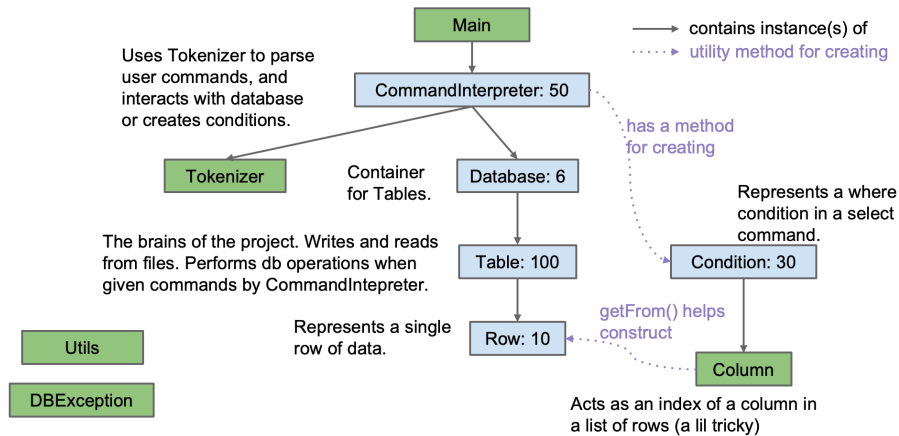 Main
contains instance(s) of
utility method for creating
Uses Tokenizer to parse
user commands, and
interacts with database
or creates conditions.
CommandInterpreter: 50
has a method
for creating
Tokenizer
Container
for Tables.
Database: 6
Represents a where
condition in a select
command.
The brains of the project. Writes and reads
from files. Performs db operations when
given commands by CommandIntepreter.
Table: 100
Condition: 30
Represents a single
row of data.
Row: 10
getFrom() helps
construct
Utils
Column
DBException
Acts as an index of a column in
a list of rows (a lil tricky)